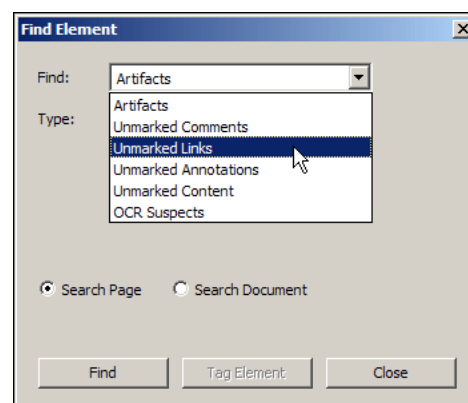 Find Element
Find: Artifacts
Artifacts
Type:
Unmarked Comments
Unmarked Links
Unmarked Annotations
Unmarked Content
OCR Suspects
Search Page Search Document
Find Tag Element Close